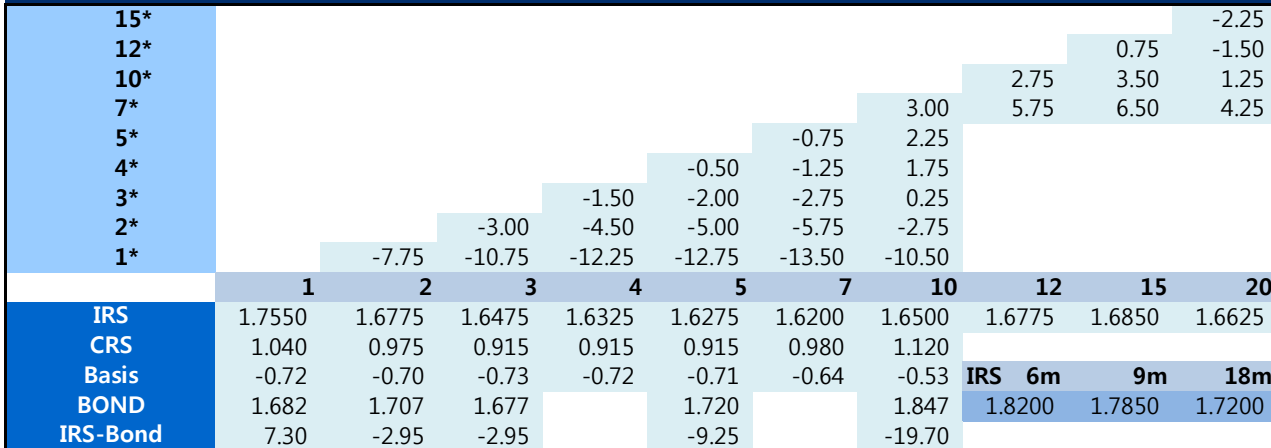 15* -2.25
12* 0.75 -1.50
10* 2.75 3.50 1.25
7* 3.00 5.75 6.50 4.25
5* -0.75 2.25
4* -0.50 -1.25 1.75
3* -1.50 -2.00 -2.75 0.25
2* -3.00 -4.50 -5.00 -5.75 -2.75
1* -7.75 -10.75 -12.25 -12.75 -13.50 -10.50
1 2 3 4 5 7 10 12 15 20
IRS 1.7550 1.6775 1.6475 1.6325 1.6275 1.6200 1.6500 1.6775 1.6850 1.6625
CRS 1.040 0.975 0.915 0.915 0.915 0.980 1.120
Basis -0.72 -0.70 -0.73 -0.72 -0.71 -0.64 -0.53 IRS 6m 9m 18m
BOND 1.682 1.707 1.677 1.720 1.847 1.8200 1.7850 1.7200
IRS-Bond 7.30 -2.95 -2.95 -9.25 -19.70